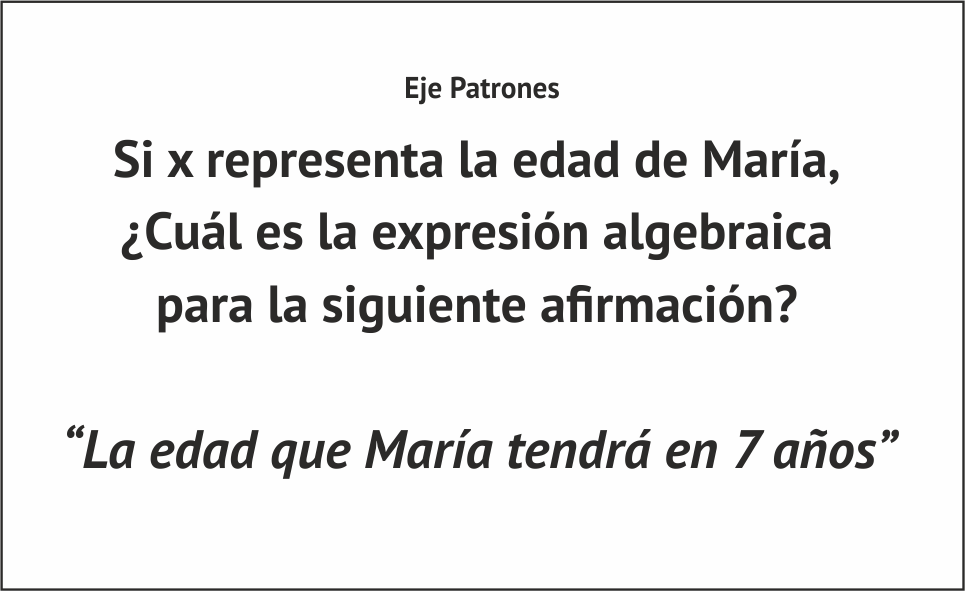 Eje Patrones
Si x representa la edad de María,
¿Cuál es la expresión algebraica
para la siguiente afirmación?
“La edad que María tendrá en 7 años”